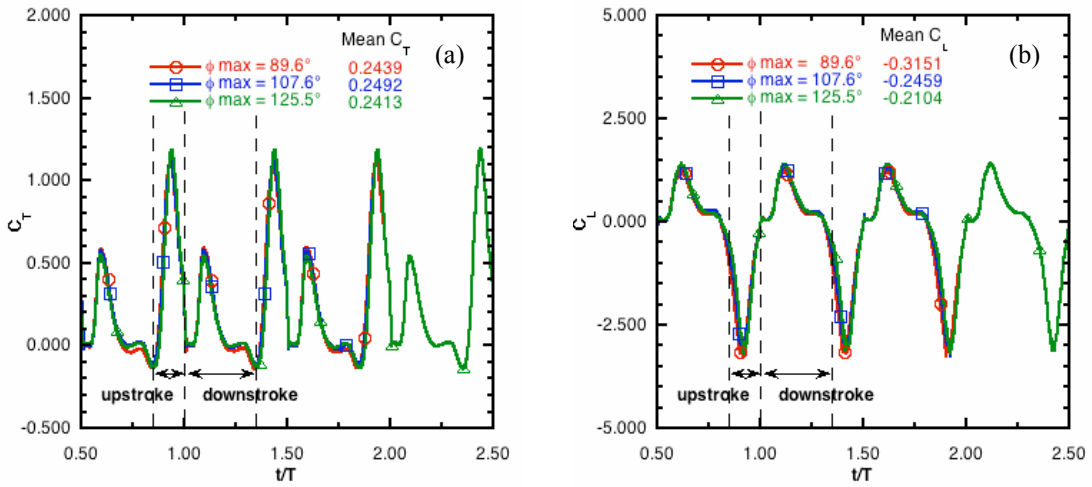 (a)
Mean C_T
ϕ max = 89.6° 0.2439
ϕ max = 107.6° 0.2492
ϕ max = 125.5° 0.2413
2.000
1.500
1.000
0.500
0.000
-0.500
C_T
upstroke downstroke
0.50 1.00 1.50 2.00 2.50
t/T
(b)
Mean C_L
ϕ max = 89.6° -0.3151
ϕ max = 107.6° -0.2459
ϕ max = 125.5° -0.2104
5.000
2.500
0.000
-2.500
-5.000
C_L
upstroke downstroke
0.50 1.00 1.50 2.00 2.50
t/T